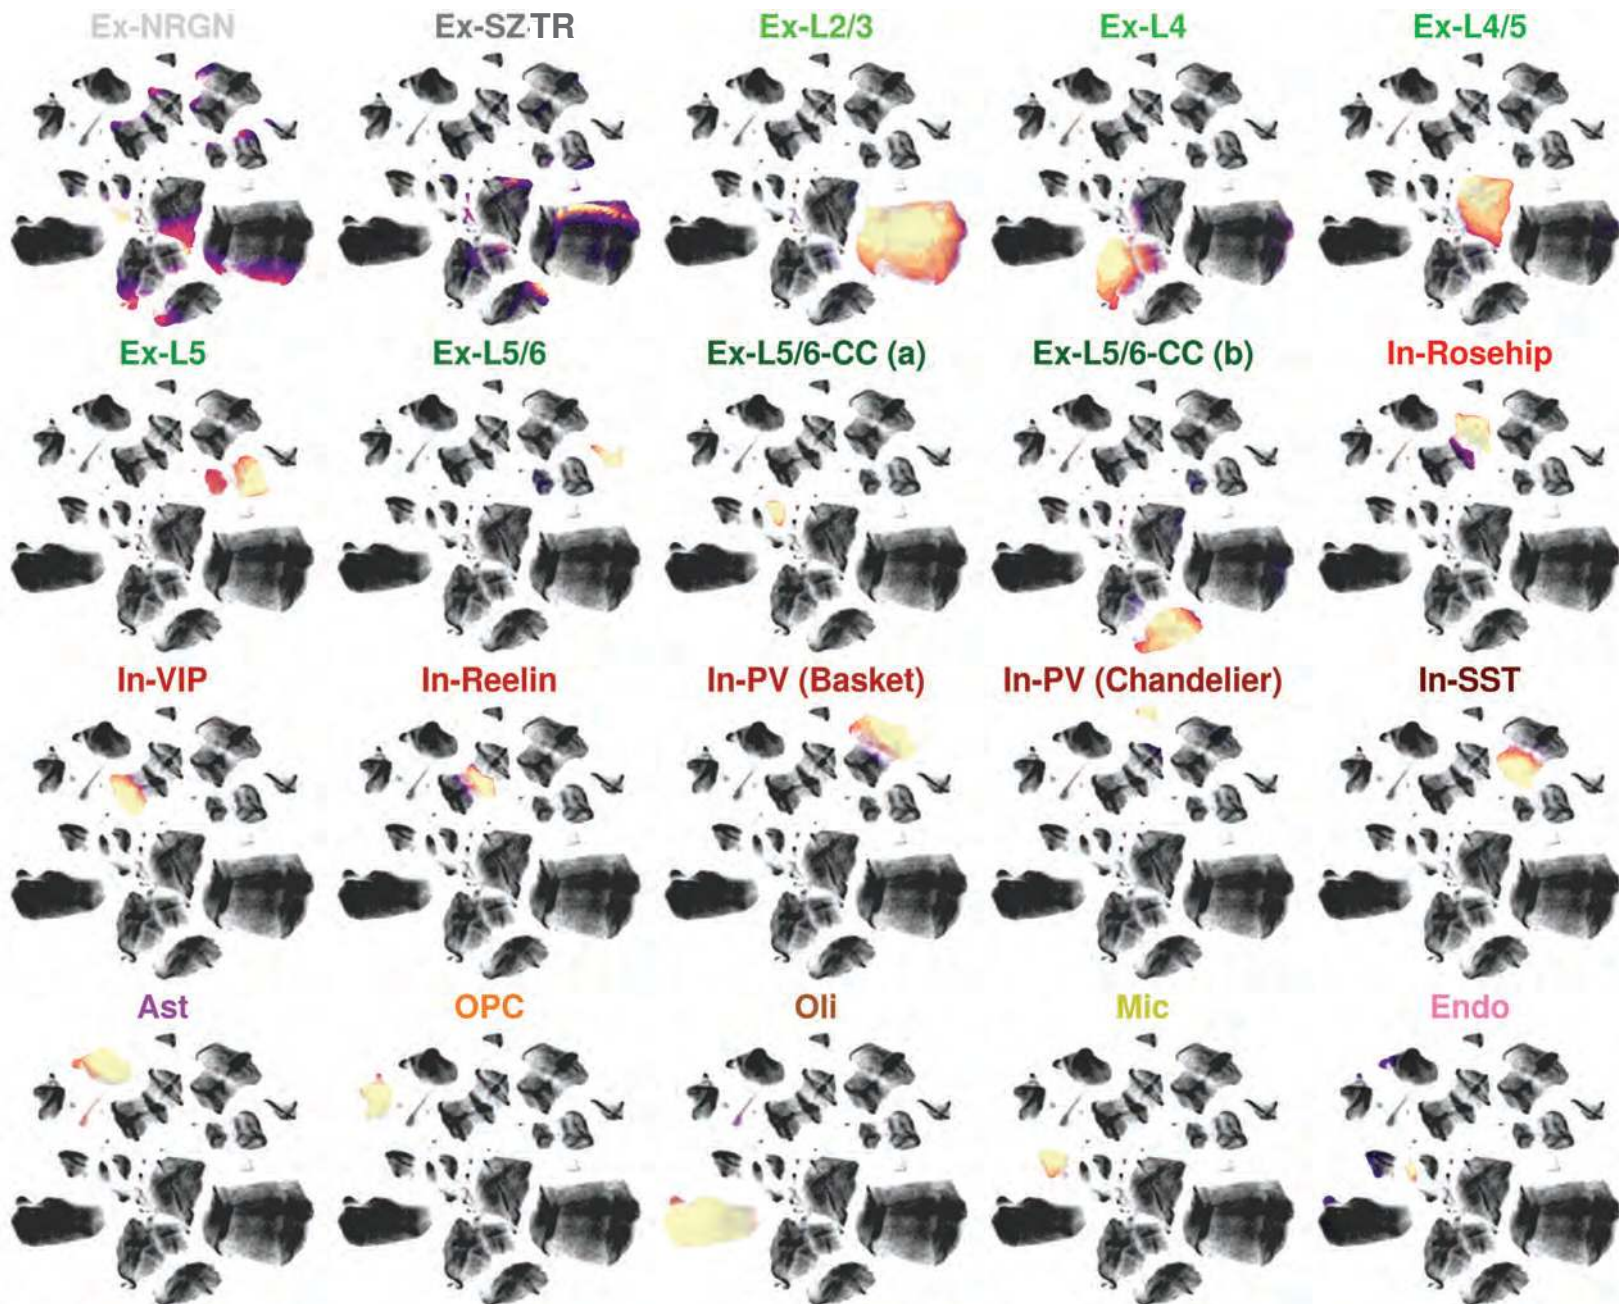 Ex-NRGN Ex-SZ-TR Ex-L2/3 Ex-L4 Ex-L4/5
Ex-L5 Ex-L5/6 Ex-L5/6-CC (a) Ex-L5/6-CC (b) In-Rosehip
In-VIP In-Reelin In-PV (Basket) In-PV (Chandelier) In-SST
Ast OPC Oli Mic Endo